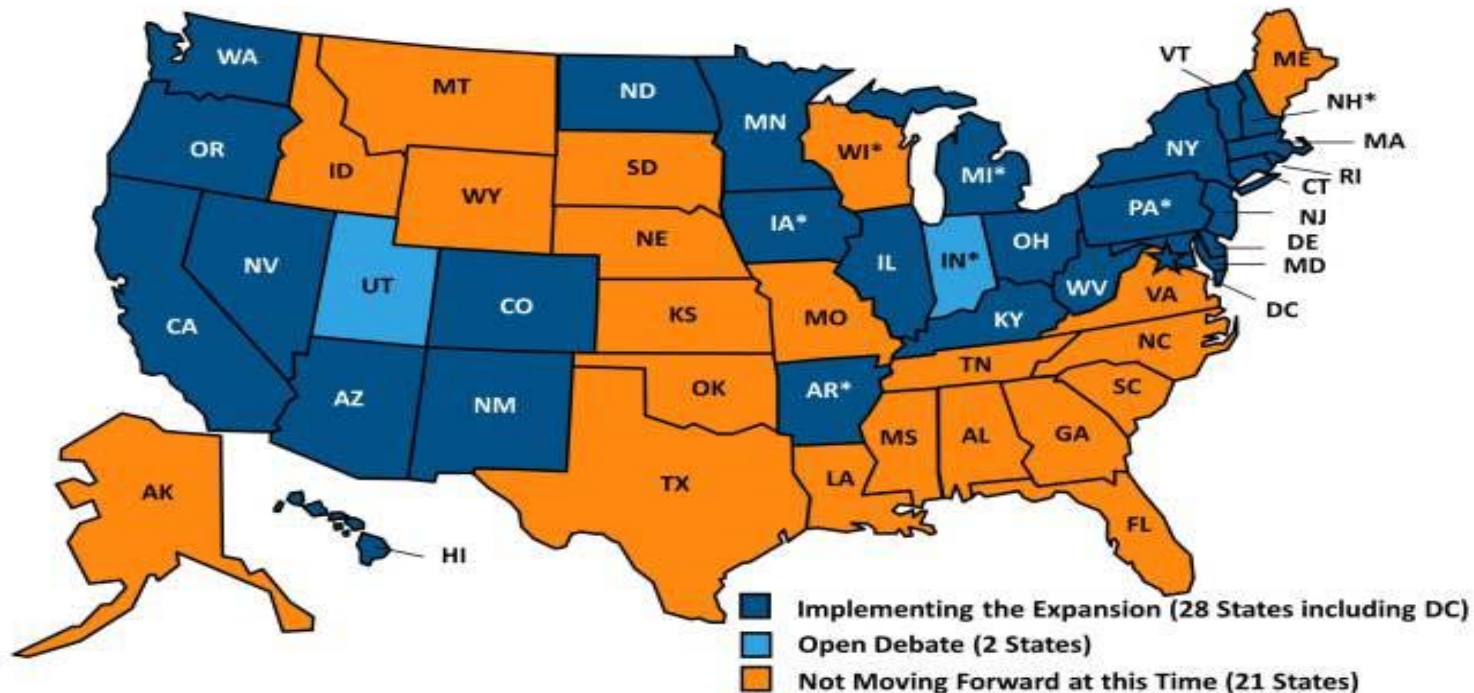 WA
MT
ND
MN
VT
ME
NH*
OR
ID
SD
WI*
NY
MA
WY
MI*
RI
CT
IA*
PA*
NJ
NE
NV
UT
IL
IN*
OH
DE
MD
CO
WV
VA
DC
CA
KS
MO
KY
NC
TN
AZ
NM
OK
AR*
SC
MS
AL
GA
TX
LA
AK
FL
HI
Implementing the Expansion (28 States including DC)
Open Debate (2 States)
Not Moving Forward at this Time (21 States)